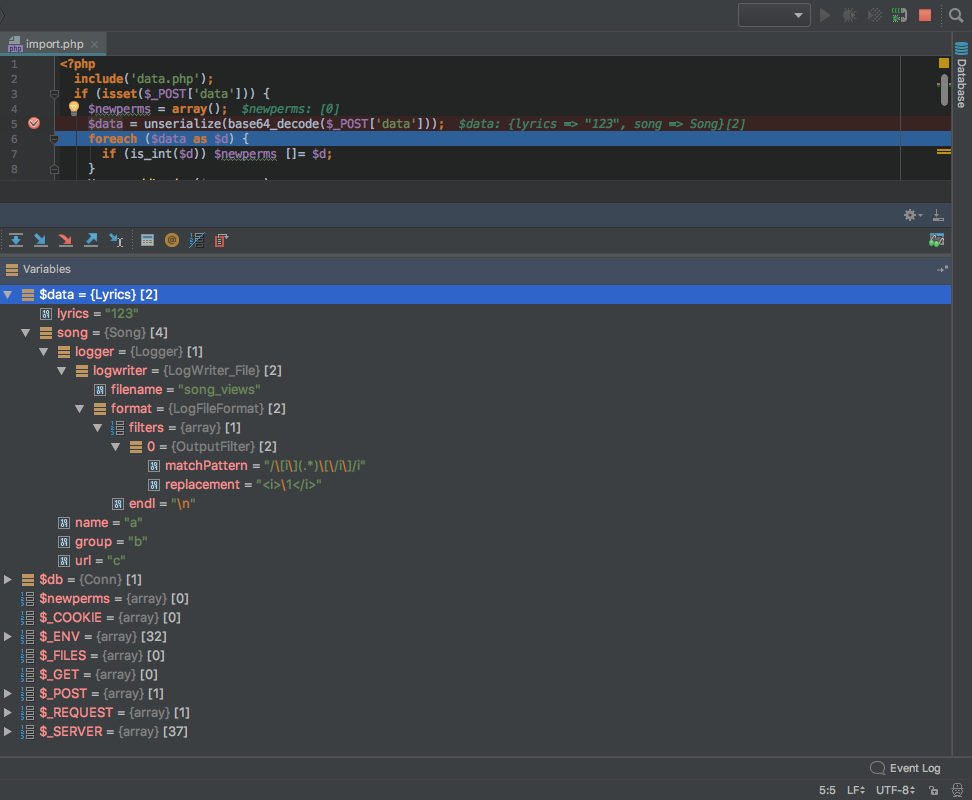 import.php
1 <?php
2 include('data.php');
3 if (isset($_POST['data'])) {
4 $newperms = array(); $newperms: [0]
5 $data = unserialize(base64_decode($_POST['data'])); $data: {lyrics => "123", song => Song}[2]
6 foreach ($data as $d) {
7 if (is_int($d)) $newperms []= $d;
8 }
Database
Variables
$data = {Lyrics} [2]
lyrics = "123"
song = {Song} [4]
logger = {Logger} [1]
logwriter = {LogWriter_File} [2]
filename = "song_views"
format = {LogFileFormat} [2]
filters = {array} [1]
0 = {OutputFilter} [2]
matchPattern = "/\[i\](.*)\[\/i\]/i"
replacement = "<i>\1</i>"
endl = "\n"
name = "a"
group = "b"
url = "c"
$db = {Conn} [1]
$newperms = {array} [0]
$_COOKIE = {array} [0]
$_ENV = {array} [32]
$_FILES = {array} [0]
$_GET = {array} [0]
$_POST = {array} [1]
$_REQUEST = {array} [1]
$_SERVER = {array} [37]
Event Log
5:5 LF UTF-8